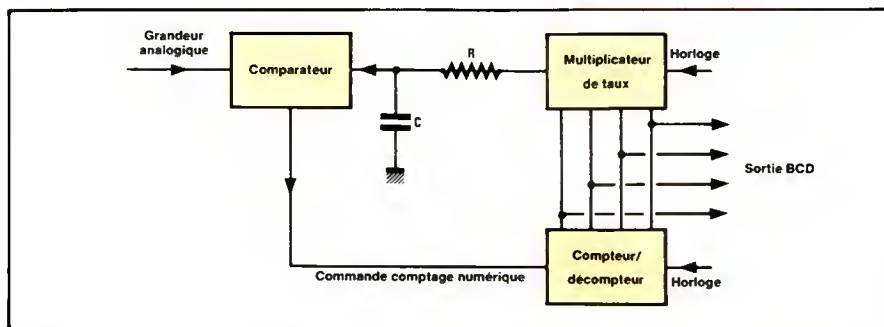 Grandeur
analogique
Comparateur
R
C
Multiplicateur
de taux
Horloge
Sortie BCD
Compteur/
décompteur
Horloge
Commande comptage numérique